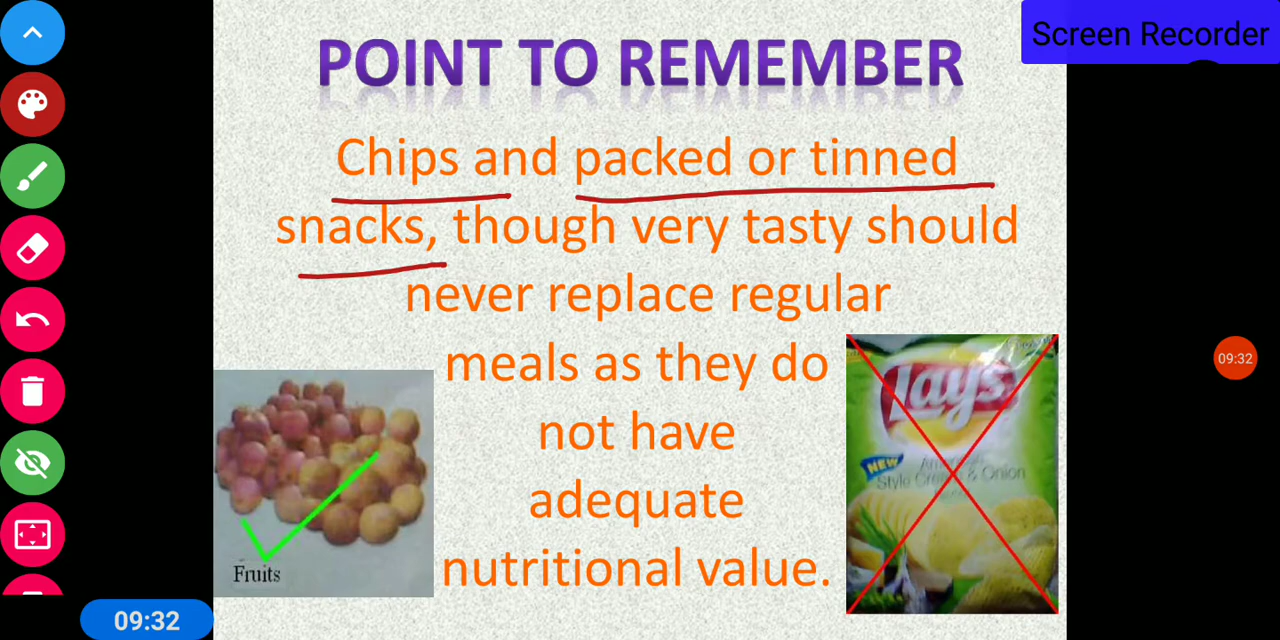 Screen Recorder
POINT TO REMEMBER
Chips and packed or tinned
snacks, though very tasty should
never replace regular
meals as they do
not have
adequate
nutritional value.
Fruits
Lay's
NEW
American
Style Cream & Onion
09:32
09:32